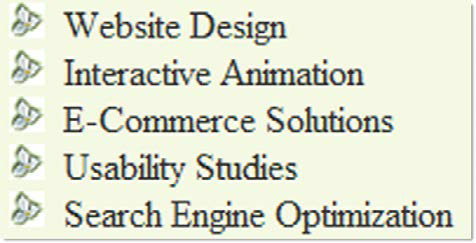 Website Design
Interactive Animation
E-Commerce Solutions
Usability Studies
Search Engine Optimization